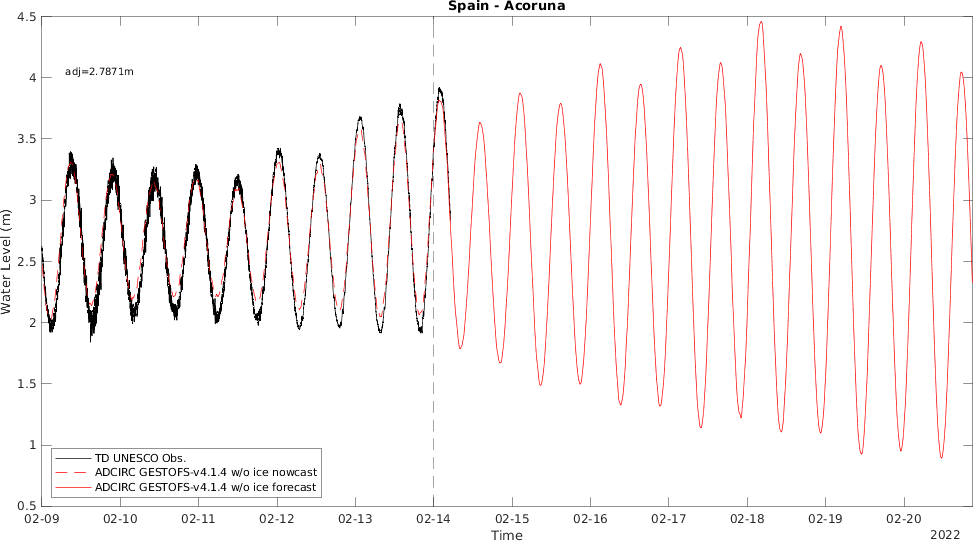 Spain - Acoruna
4.5
4
3.5
3
2.5
2
1.5
1
0.5
Water Level (m)
adj=2.7871m
TD UNESCO Obs.
ADCIRC GESTOFS-v4.1.4 w/o ice nowcast
ADCIRC GESTOFS-v4.1.4 w/o ice forecast
02-09 02-10 02-11 02-12 02-13 02-14 02-15 02-16 02-17 02-18 02-19 02-20
Time
2022